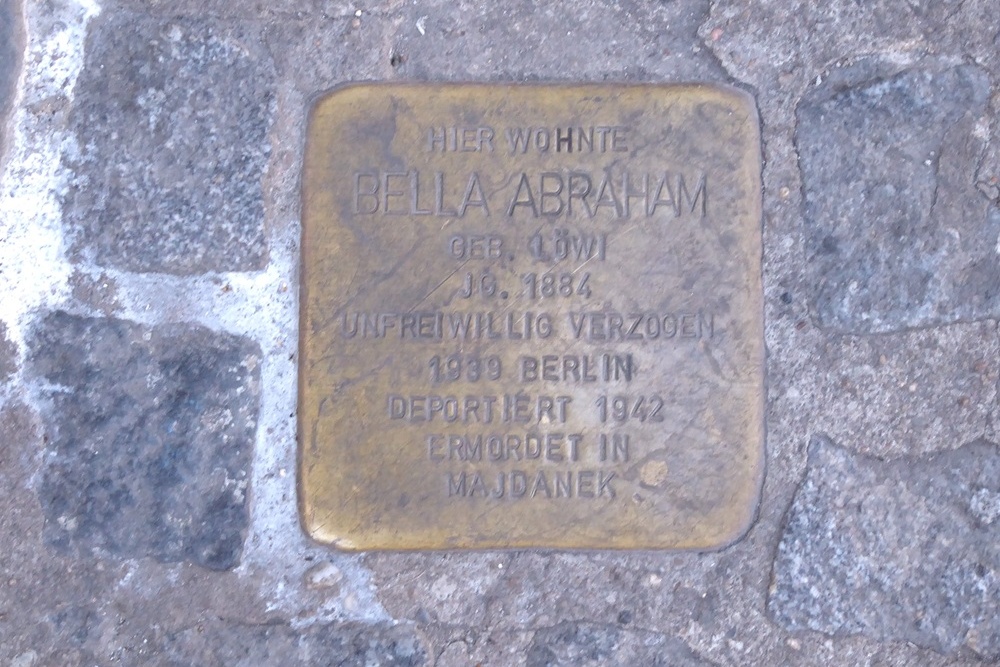 HIER WOHNTE
BELLA ABRAHAM
GEB. LÖWI
JG. 1884
UNFREIWILLIG VERZOGEN
1939 BERLIN
DEPORTIERT 1942
ERMORDET IN
MAJDANEK